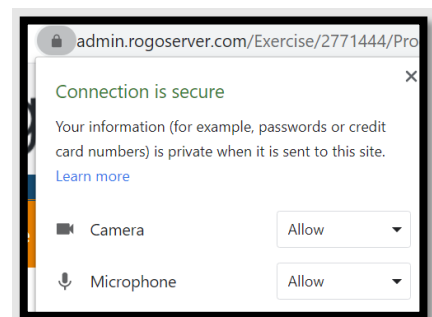 admin.rogoserver.com/Exercise/2771444/Pro
Connection is secure
Your information (for example, passwords or credit
card numbers) is private when it is sent to this site.
Learn more
Camera Allow
Microphone Allow